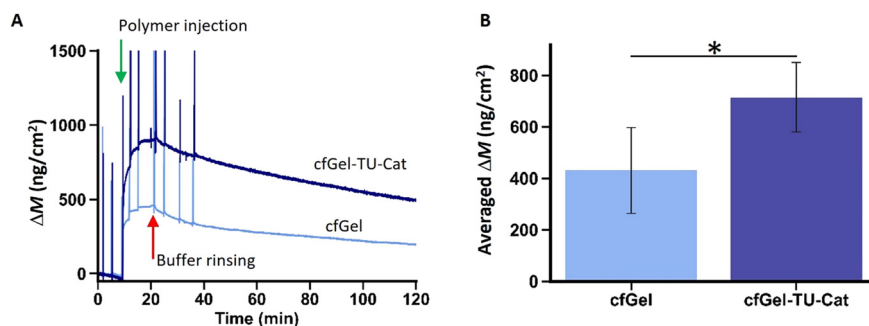 A
Polymer injection
1500
1000
500
0
ΔM (ng/cm²)
cfGel-TU-Cat
cfGel
Buffer rinsing
0 20 40 60 80 100 120
Time (min)
B
*
800
600
400
200
0
Averaged ΔM (ng/cm²)
cfGel cfGel-TU-Cat